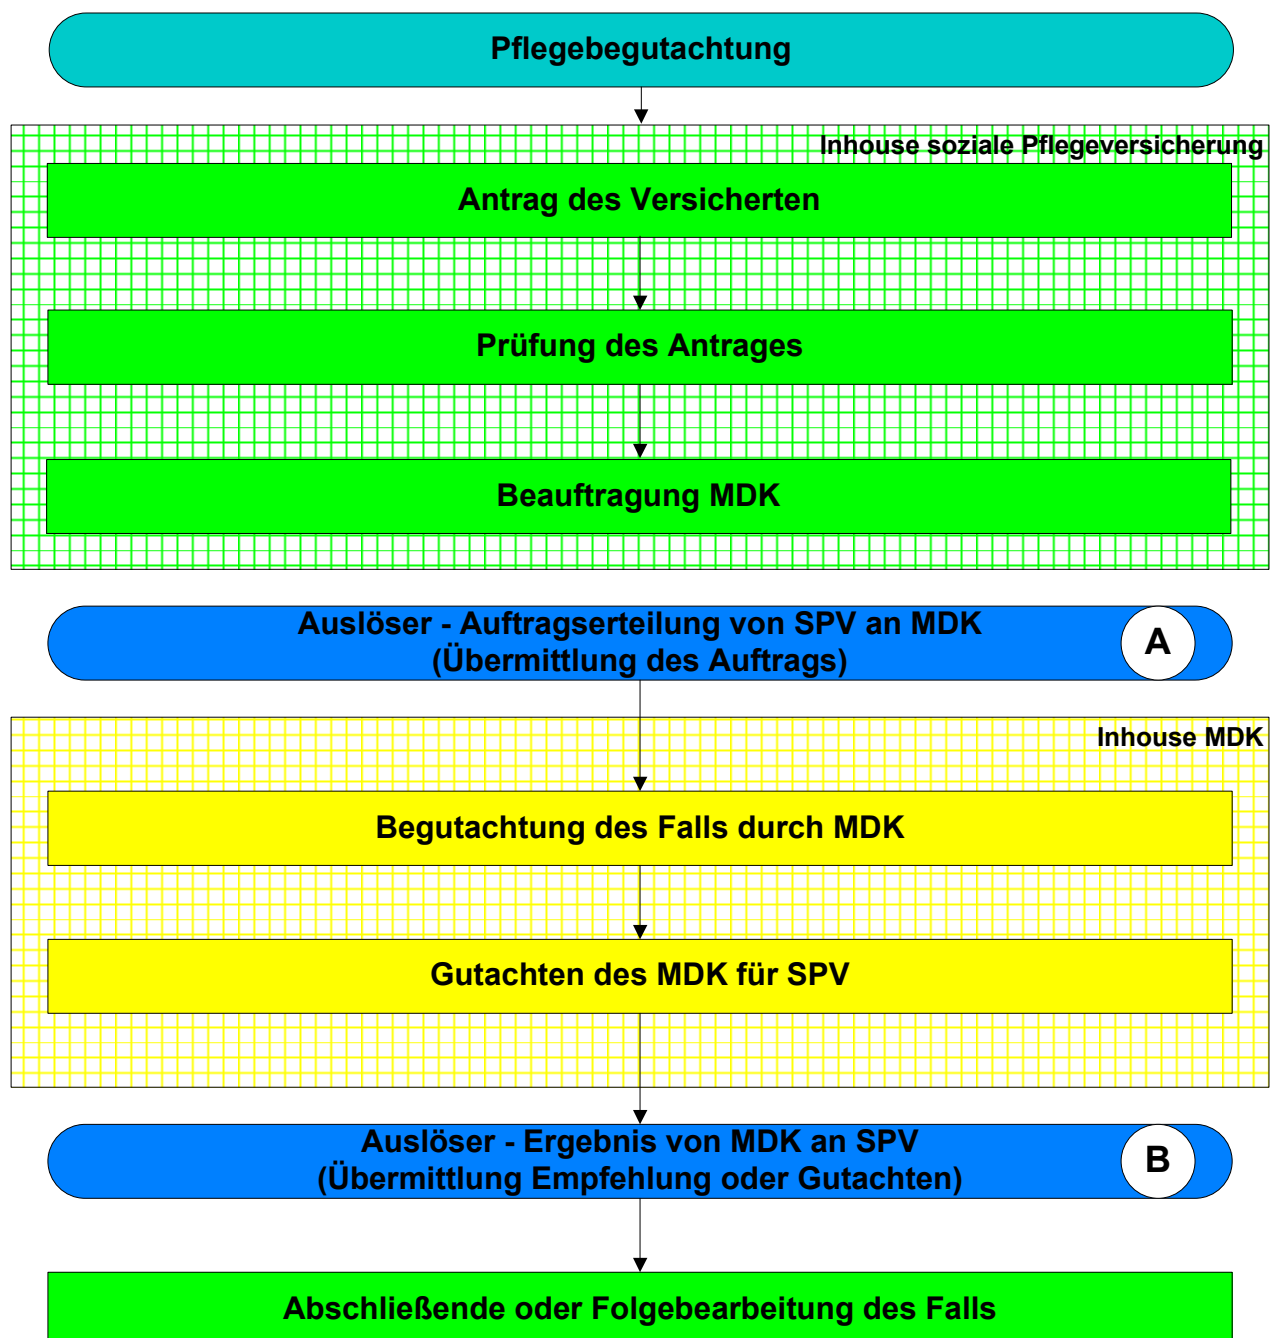 Pflegebegutachtung
Inhouse soziale Pflegeversicherung
Antrag des Versicherten
Prüfung des Antrages
Beauftragung MDK
Auslöser - Auftragserteilung von SPV an MDK
(Übermittlung des Auftrags)
A
Inhouse MDK
Begutachtung des Falls durch MDK
Gutachten des MDK für SPV
Auslöser - Ergebnis von MDK an SPV
(Übermittlung Empfehlung oder Gutachten)
B
Abschließende oder Folgebearbeitung des Falls